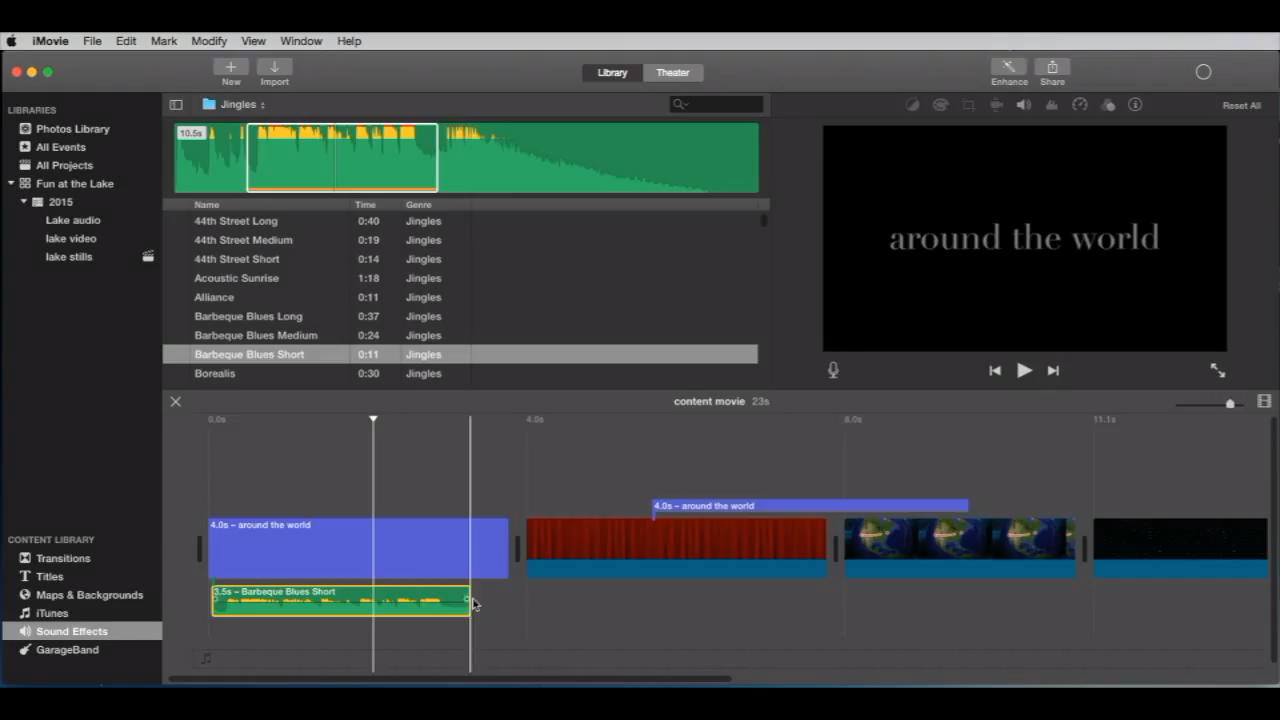 iMovie File Edit Mark Modify View Window Help
New Import Library Theater Enhance Share
LIBRARIES
Photos Library
All Events
All Projects
Fun at the Lake
2015
Lake audio
lake video
lake stills
CONTENT LIBRARY
Transitions
Titles
Maps & Backgrounds
iTunes
Sound Effects
GarageBand
Jingles
10.5s
Name Time Genre
44th Street Long 0:40 Jingles
44th Street Medium 0:19 Jingles
44th Street Short 0:14 Jingles
Acoustic Sunrise 1:18 Jingles
Alliance 0:11 Jingles
Barbeque Blues Long 0:37 Jingles
Barbeque Blues Medium 0:24 Jingles
Barbeque Blues Short 0:11 Jingles
Borealis 0:30 Jingles
Reset All
around the world
content movie 23s
0.0s 4.0s 8.0s 11.1s
4.0s – around the world
4.0s – around the world
3.5s – Barbeque Blues Short